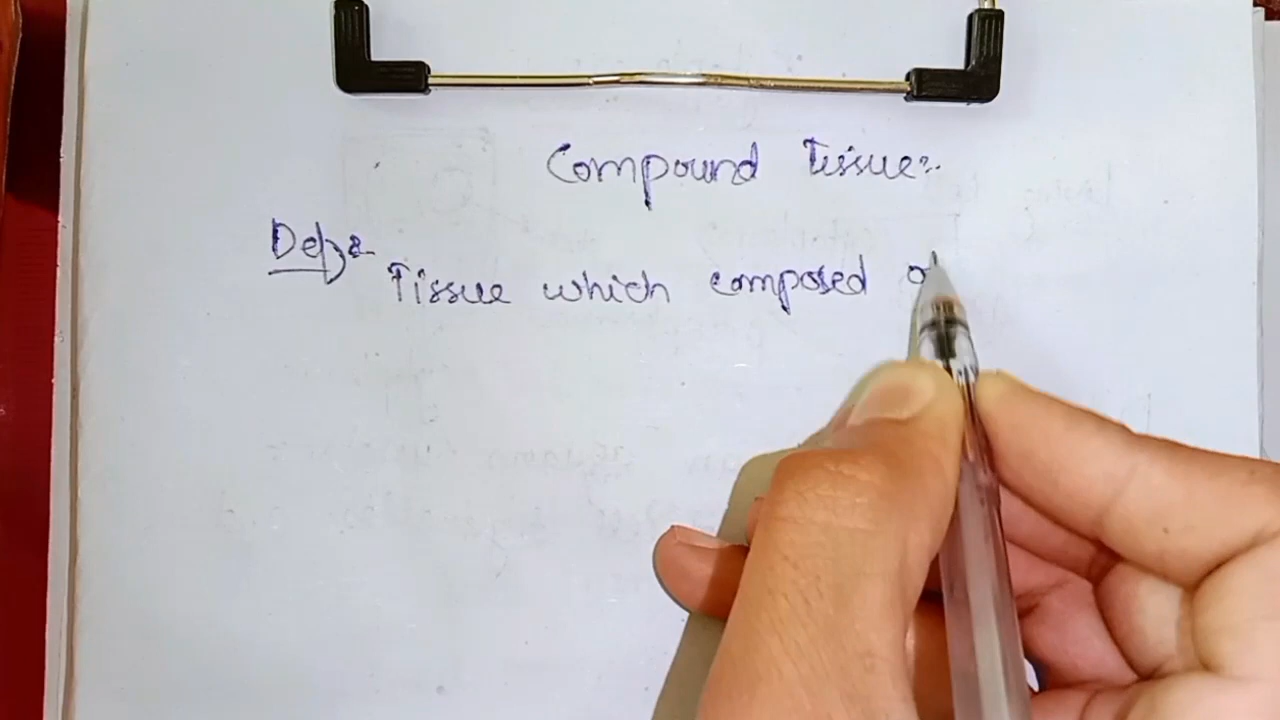 Compound Tissue:-
Def:-
Tissue which composed o